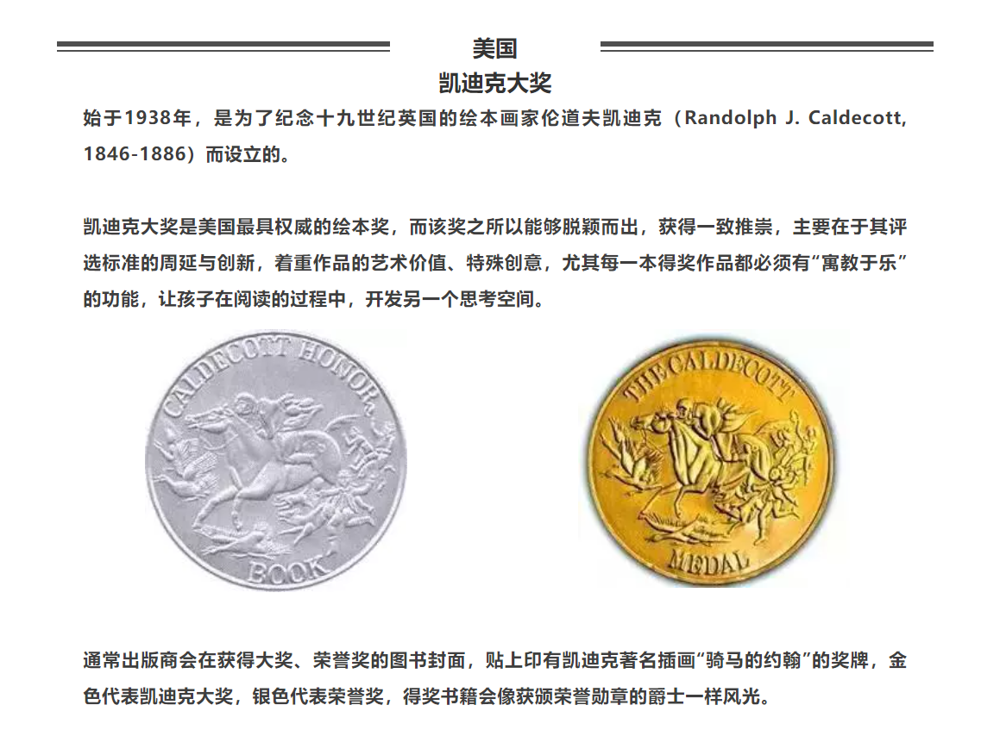 美国
凯迪克大奖
始于1938年，是为了纪念十九世纪英国的绘本画家伦道夫凯迪克（Randolph J. Caldecott,
1846-1886）而设立的。
凯迪克大奖是美国最具权威的绘本奖，而该奖之所以能够脱颖而出，获得一致推崇，主要在于其评
选标准的周延与创新，着重作品的艺术价值、特殊创意，尤其每一本得奖作品都必须有“寓教于乐”
的功能，让孩子在阅读的过程中，开发另一个思考空间。
CALDECOTT HONOR
BOOK
THE CALDECOTT
MEDAL
通常出版商会在获得大奖、荣誉奖的图书封面，贴上印有凯迪克著名插画“骑马的约翰”的奖牌，金
色代表凯迪克大奖，银色代表荣誉奖，得奖书籍会像获颁荣誉勋章的爵士一样风光。